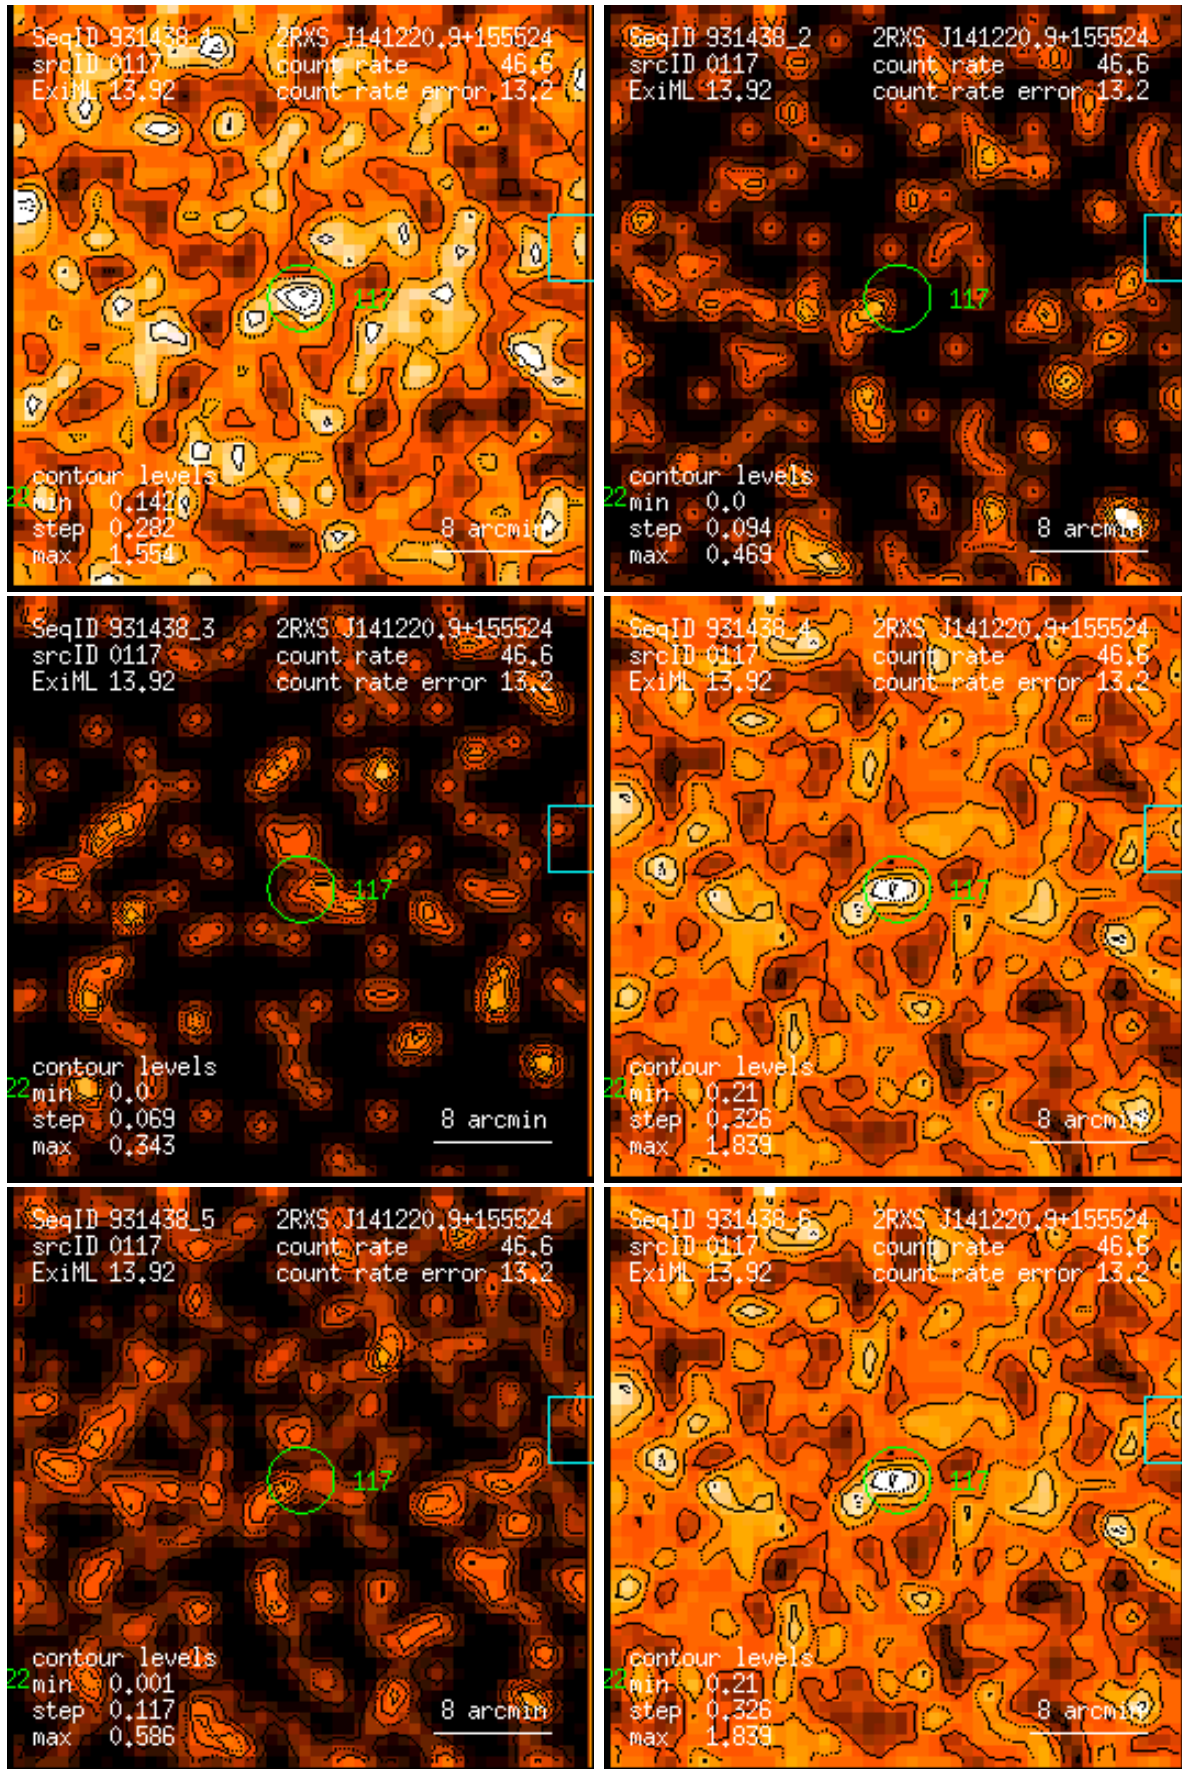 SeqID 931438_1 2RXS J141220.9+155524
srcID 0117 count rate 46.6
ExiML 13.92 count rate error 13.2
117
contour levels
22 min 0.142
step 0.282 8 arcmin
max 1.554
SeqID 931438_2 2RXS J141220.9+155524
srcID 0117 count rate 46.6
ExiML 13.92 count rate error 13.2
117
contour levels
22 min 0.0
step 0.094 8 arcmin
max 0.469
SeqID 931438_3 2RXS J141220.9+155524
srcID 0117 count rate 46.6
ExiML 13.92 count rate error 13.2
117
contour levels
22 min 0.0
step 0.069 8 arcmin
max 0.343
SeqID 931438_4 2RXS J141220.9+155524
srcID 0117 count rate 46.6
ExiML 13.92 count rate error 13.2
117
contour levels
22 min 0.21
step 0.326 8 arcmin
max 1.839
SeqID 931438_5 2RXS J141220.9+155524
srcID 0117 count rate 46.6
ExiML 13.92 count rate error 13.2
117
contour levels
22 min 0.001
step 0.117 8 arcmin
max 0.586
SeqID 931438_6 2RXS J141220.9+155524
srcID 0117 count rate 46.6
ExiML 13.92 count rate error 13.2
117
contour levels
22 min 0.21
step 0.326 8 arcmin
max 1.839